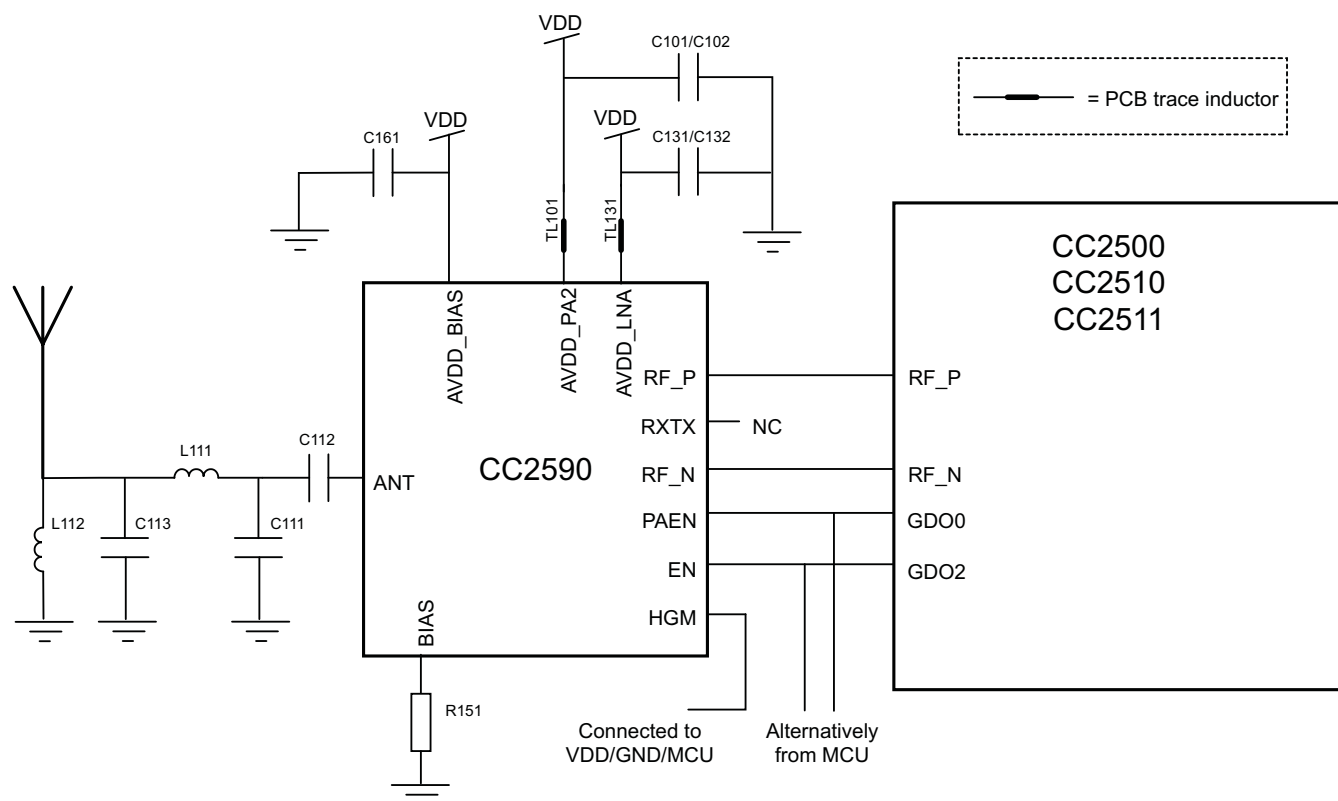 VDD
C101/C102
= PCB trace inductor
VDD
VDD
C161
C131/C132
TL101
TL131
CC2500
CC2510
CC2511
AVDD_BIAS
AVDD_PA2
AVDD_LNA
RF_P
RF_P
RXTX
NC
L111
C112
CC2590
ANT
RF_N
RF_N
L112
C113
C111
PAEN
GDO0
EN
GDO2
BIAS
HGM
R151
Connected to
VDD/GND/MCU
Alternatively
from MCU